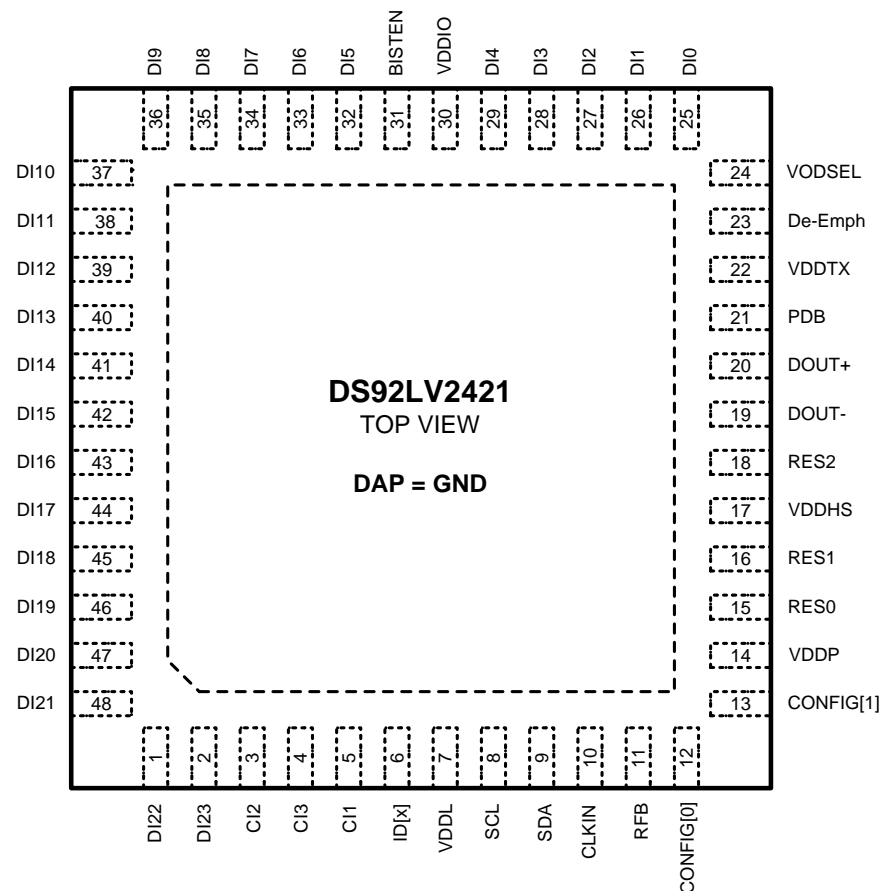 DI9 DI8 DI7 DI6 DI5 BISTEN VDDIO DI4 DI3 DI2 DI1 DI0
36 35 34 33 32 31 30 29 28 27 26 25
DI10 37 24 VODSEL
DI11 38 23 De-Emph
DI12 39 22 VDDTX
DI13 40 21 PDB
DI14 41 20 DOUT+
DS92LV2421
DI15 42 19 DOUT-
TOP VIEW
DI16 43 18 RES2
DAP = GND
DI17 44 17 VDDHS
DI18 45 16 RES1
DI19 46 15 RES0
DI20 47 14 VDDP
DI21 48 13 CONFIG[1]
1 2 3 4 5 6 7 8 9 10 11 12
DI22 DI23 CI2 CI3 CI1 ID[x] VDDL SCL SDA CLKIN RFB CONFIG[0]